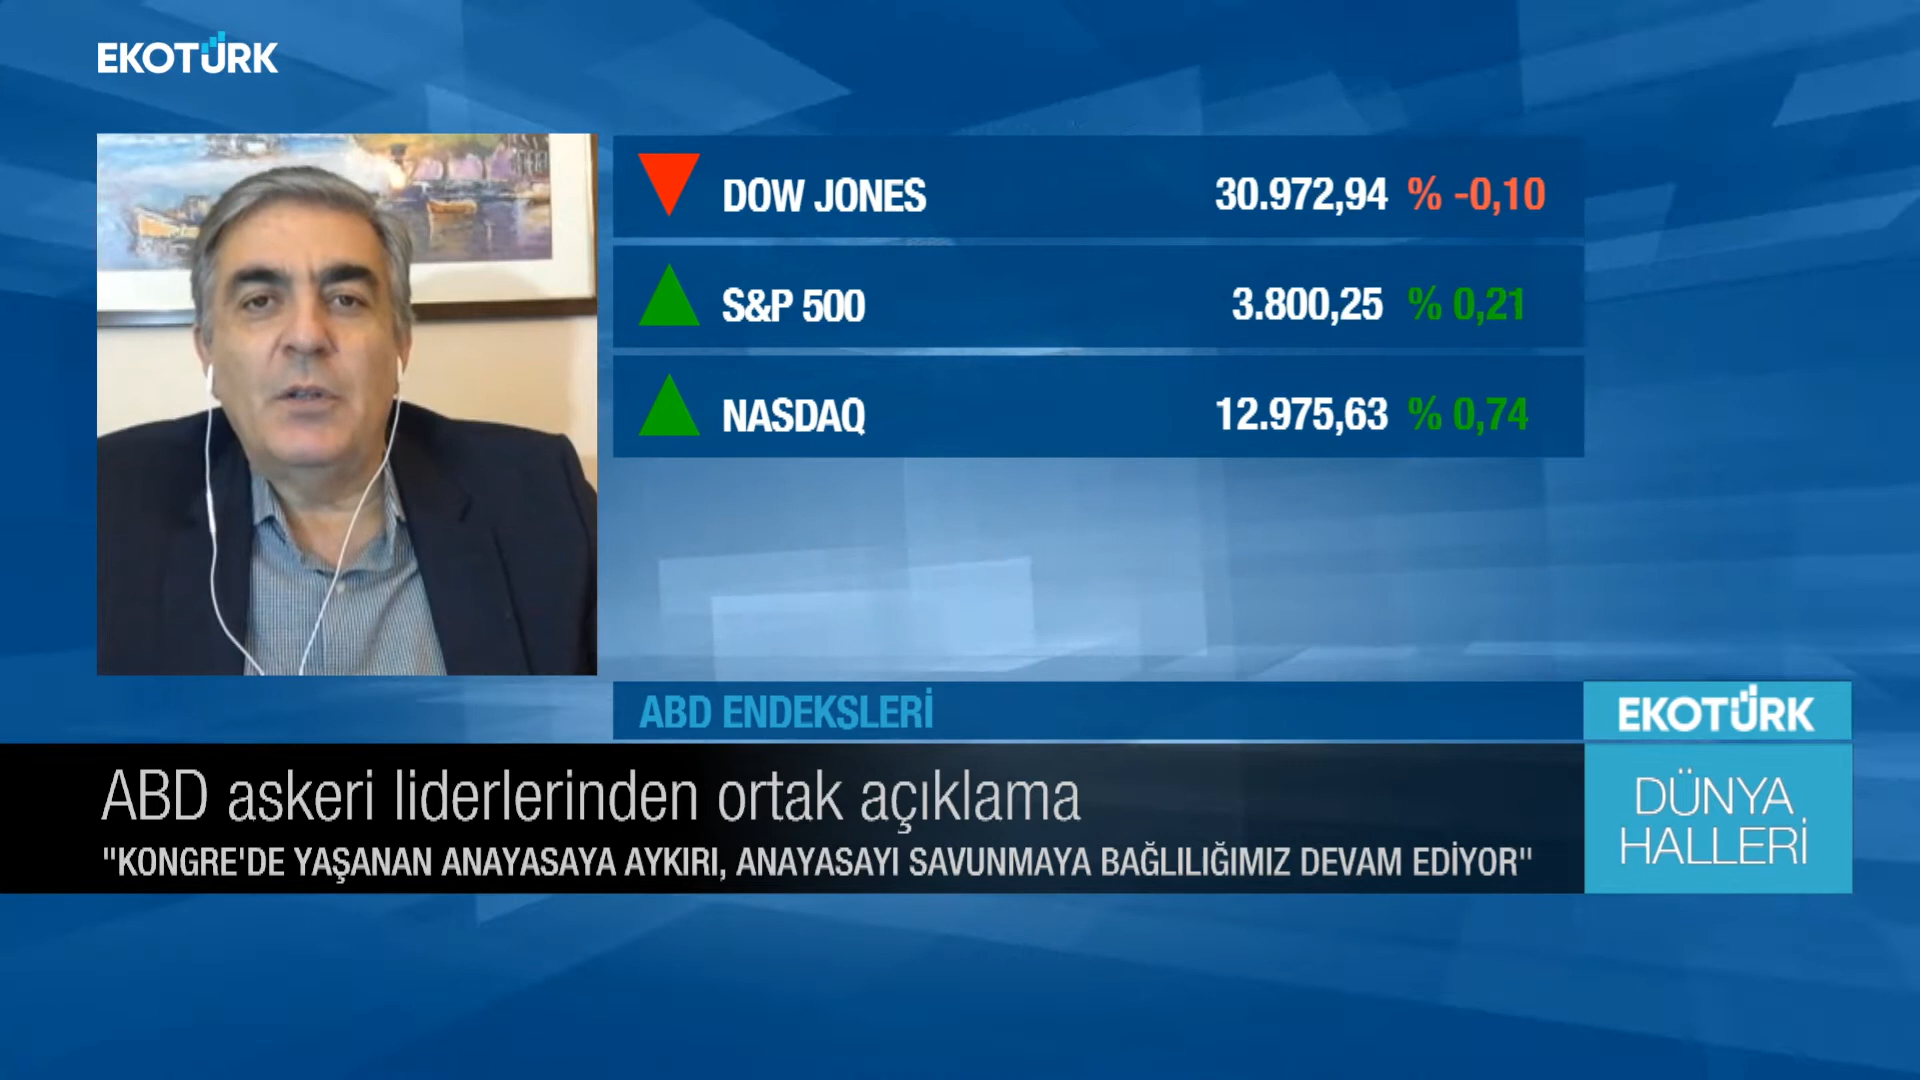 EKOTÜRK
DOW JONES 30.972,94 % -0,10
S&P 500 3.800,25 % 0,21
NASDAQ 12.975,63 % 0,74
ABD ENDEKSLERİ
EKOTÜRK
ABD askeri liderlerinden ortak açıklama
"KONGRE'DE YAŞANAN ANAYASAYA AYKIRI, ANAYASAYI SAVUNMAYA BAĞLILIĞIMIZ DEVAM EDİYOR"
DÜNYA
HALLERİ